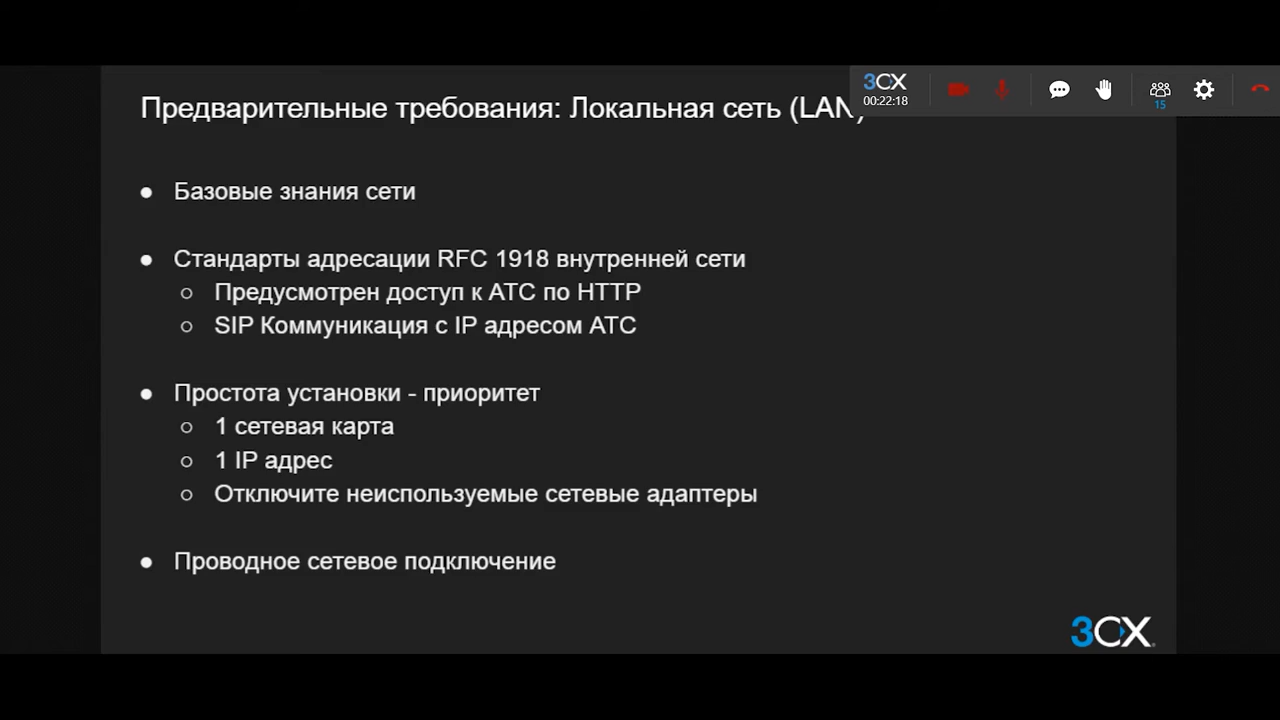 3CX
00:22:18
15
Предварительные требования: Локальная сеть (LAN)
● Базовые знания сети
● Стандарты адресации RFC 1918 внутренней сети
○ Предусмотрен доступ к АТС по HTTP
○ SIP Коммуникация с IP адресом АТС
● Простота установки - приоритет
○ 1 сетевая карта
○ 1 IP адрес
○ Отключите неиспользуемые сетевые адаптеры
● Проводное сетевое подключение
3CX